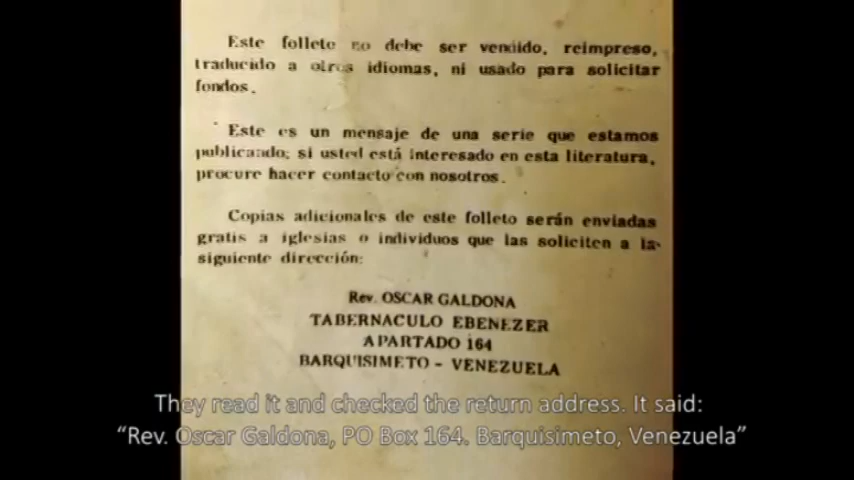 Este folleto no debe ser vendido, reimpreso,
traducido a otros idiomas, ni usado para solicitar
fondos.
Este es un mensaje de una serie que estamos
publicando; si usted está interesado en esta literatura,
procure hacer contacto con nosotros.
Copias adicionales de este folleto serán enviadas
gratis a iglesias o individuos que las soliciten a la
siguiente dirección:
Rev. OSCAR GALDONA
TABERNACULO EBENEZER
APARTADO 164
BARQUISIMETO - VENEZUELA
They read it and checked the return address. It said:
“Rev. Oscar Galdona, PO Box 164. Barquisimeto, Venezuela”